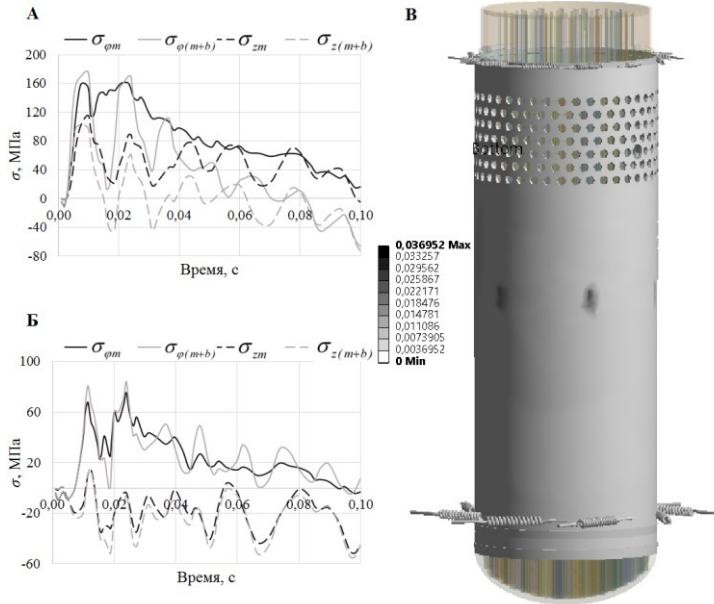 А
σφm σφ(m+b) σzm σz(m+b)
200
160
120
80
40
0
-40
-80
σ, МПа
0,00 0,02 0,04 0,06 0,08 0,10
Время, с
Б
σφm σφ(m+b) σzm σz(m+b)
100
60
20
-20
-60
σ, МПа
0,00 0,02 0,04 0,06 0,08 0,10
Время, с
В
Bottom
0,036952 Max
0,033257
0,029562
0,025867
0,022171
0,018476
0,014781
0,011086
0,0073905
0,0036952
0 Min